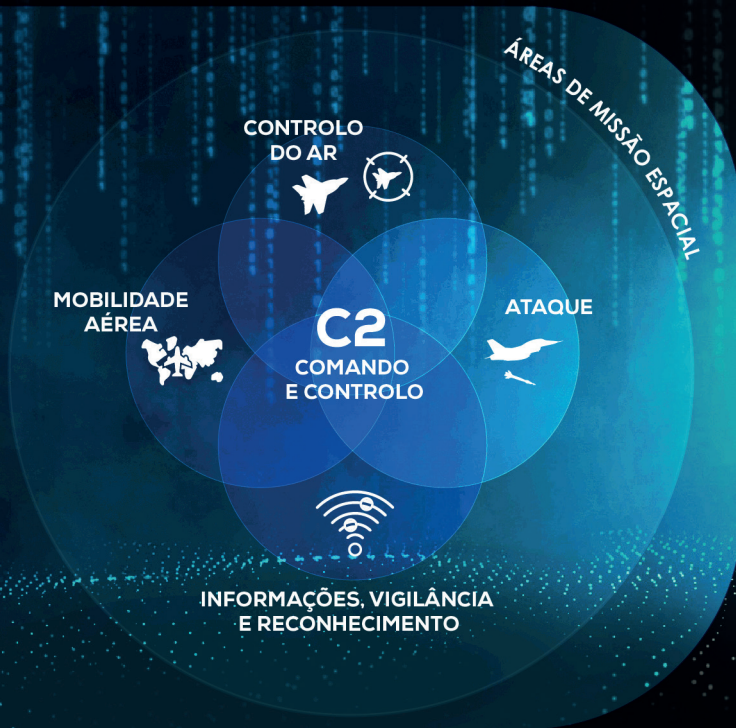 ÁREAS DE MISSÃO ESPACIAL
CONTROLO
DO AR
MOBILIDADE
AÉREA
ATAQUE
C2
COMANDO
E CONTROLO
INFORMAÇÕES, VIGILÂNCIA
E RECONHECIMENTO